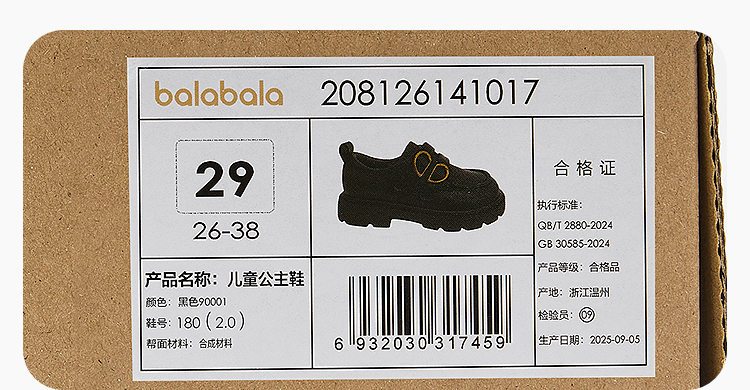 balabala 208126141017
29
26-38
合格证
执行标准：
QB/T 2880-2024
GB 30585-2024
产品等级：合格品
产地：浙江温州
检验员：09
生产日期：2025-09-05
产品名称：儿童公主鞋
颜色：黑色90001
鞋号：180（2.0）
帮面材料：合成材料
6 932030 317459